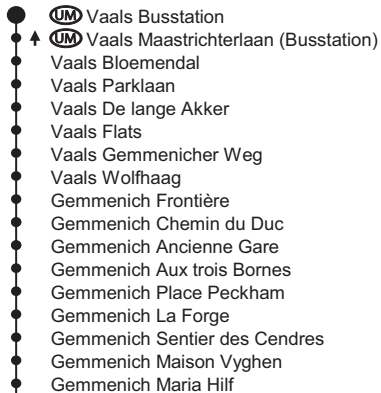 UM Vaals Busstation
UM Vaals Maastrichterlaan (Busstation)
Vaals Bloemendal
Vaals Parklaan
Vaals De lange Akker
Vaals Flats
Vaals Gemmenicher Weg
Vaals Wolfhaag
Gemmenich Frontière
Gemmenich Chemin du Duc
Gemmenich Ancienne Gare
Gemmenich Aux trois Bornes
Gemmenich Place Peckham
Gemmenich La Forge
Gemmenich Sentier des Cendres
Gemmenich Maison Vyghen
Gemmenich Maria Hilf